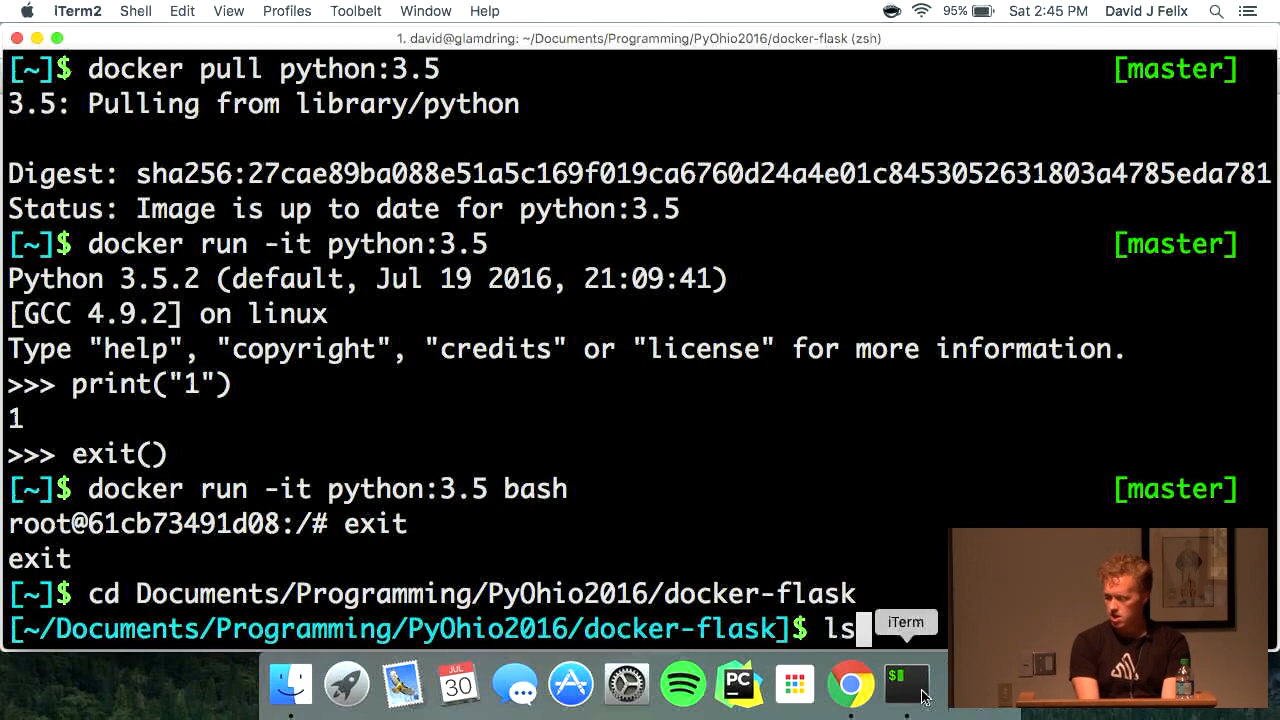 iTerm2 Shell Edit View Profiles Toolbelt Window Help 95% Sat 2:45 PM David J Felix
1. david@glamdring: ~/Documents/Programming/PyOhio2016/docker-flask (zsh)
[~]$ docker pull python:3.5 [master]
3.5: Pulling from library/python
Digest: sha256:27cae89ba088e51a5c169f019ca6760d24a4e01c8453052631803a4785eda781
Status: Image is up to date for python:3.5
[~]$ docker run -it python:3.5 [master]
Python 3.5.2 (default, Jul 19 2016, 21:09:41)
[GCC 4.9.2] on linux
Type "help", "copyright", "credits" or "license" for more information.
>>> print("1")
1
>>> exit()
[~]$ docker run -it python:3.5 bash [master]
root@61cb73491d08:/# exit
exit
[~]$ cd Documents/Programming/PyOhio2016/docker-flask
[~/Documents/Programming/PyOhio2016/docker-flask]$ ls
iTerm
JUL
30
PC
$